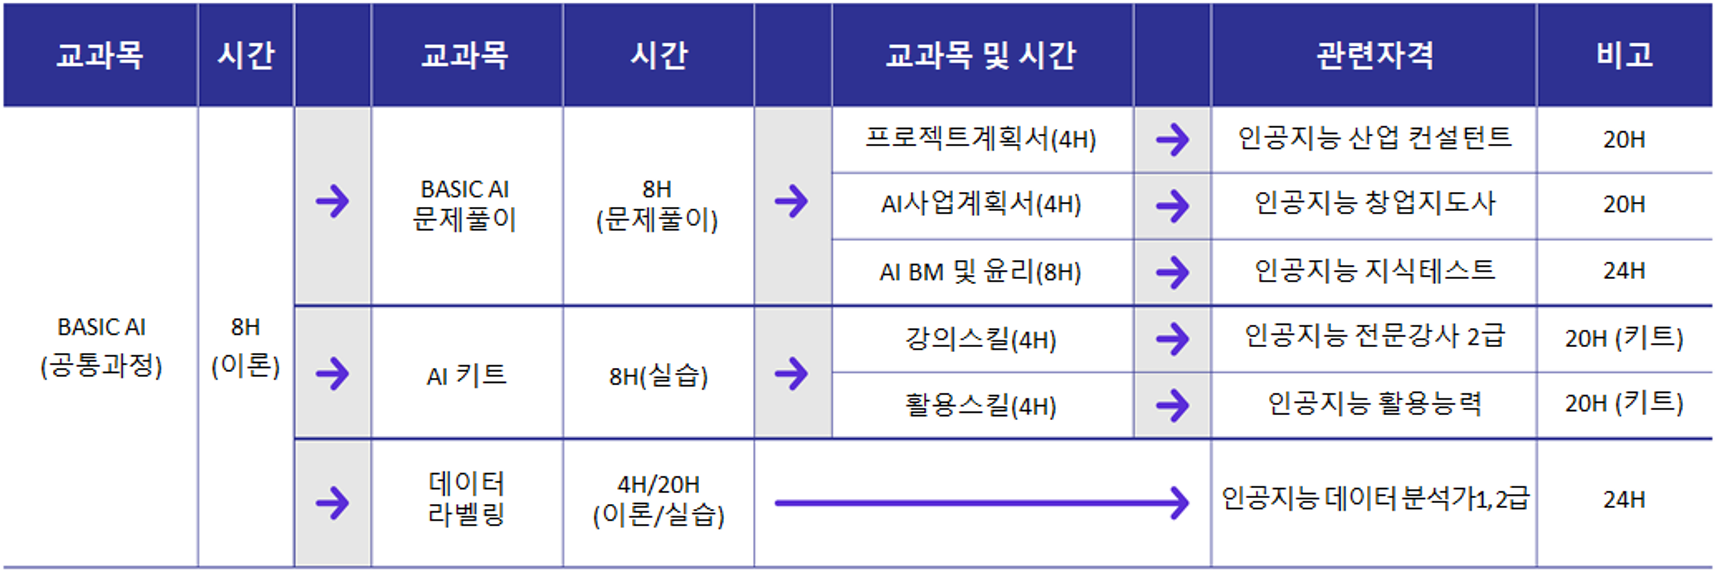 교과목 시간 교과목 시간 교과목 및 시간 관련자격 비고
BASIC AI
(공통과정)
8H
(이론)
BASIC AI
문제풀이
8H
(문제풀이)
프로젝트계획서(4H) 인공지능 산업 컨설턴트 20H
AI사업계획서(4H) 인공지능 창업지도사 20H
AI BM 및 윤리(8H) 인공지능 지식테스트 24H
AI 키트 8H(실습)
강의스킬(4H) 인공지능 전문강사 2급 20H (키트)
활용스킬(4H) 인공지능 활용능력 20H (키트)
데이터
라벨링
4H/20H
(이론/실습)
인공지능 데이터 분석가1, 2급 24H